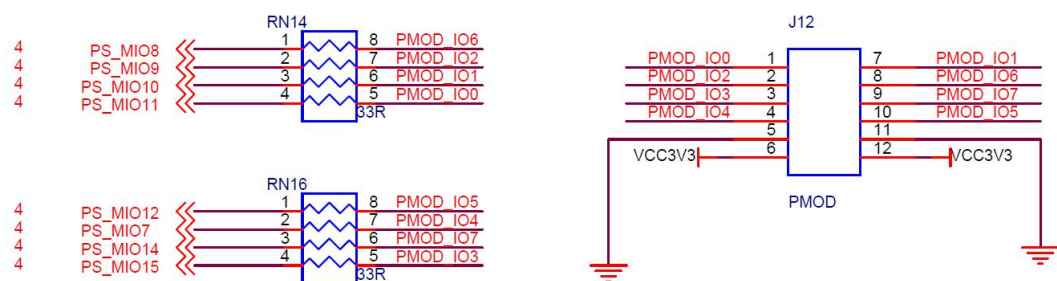 RN14
4 PS_MIO8 1 8 PMOD_IO6
4 PS_MIO9 2 7 PMOD_IO2
4 PS_MIO10 3 6 PMOD_IO1
4 PS_MIO11 4 5 PMOD_IO0
33R
RN16
4 PS_MIO12 1 8 PMOD_IO5
4 PS_MIO7 2 7 PMOD_IO4
4 PS_MIO14 3 6 PMOD_IO7
4 PS_MIO15 4 5 PMOD_IO3
33R
J12
PMOD_IO0 1 7 PMOD_IO1
PMOD_IO2 2 8 PMOD_IO6
PMOD_IO3 3 9 PMOD_IO7
PMOD_IO4 4 10 PMOD_IO5
5 11
VCC3V3 6 12 VCC3V3
PMOD